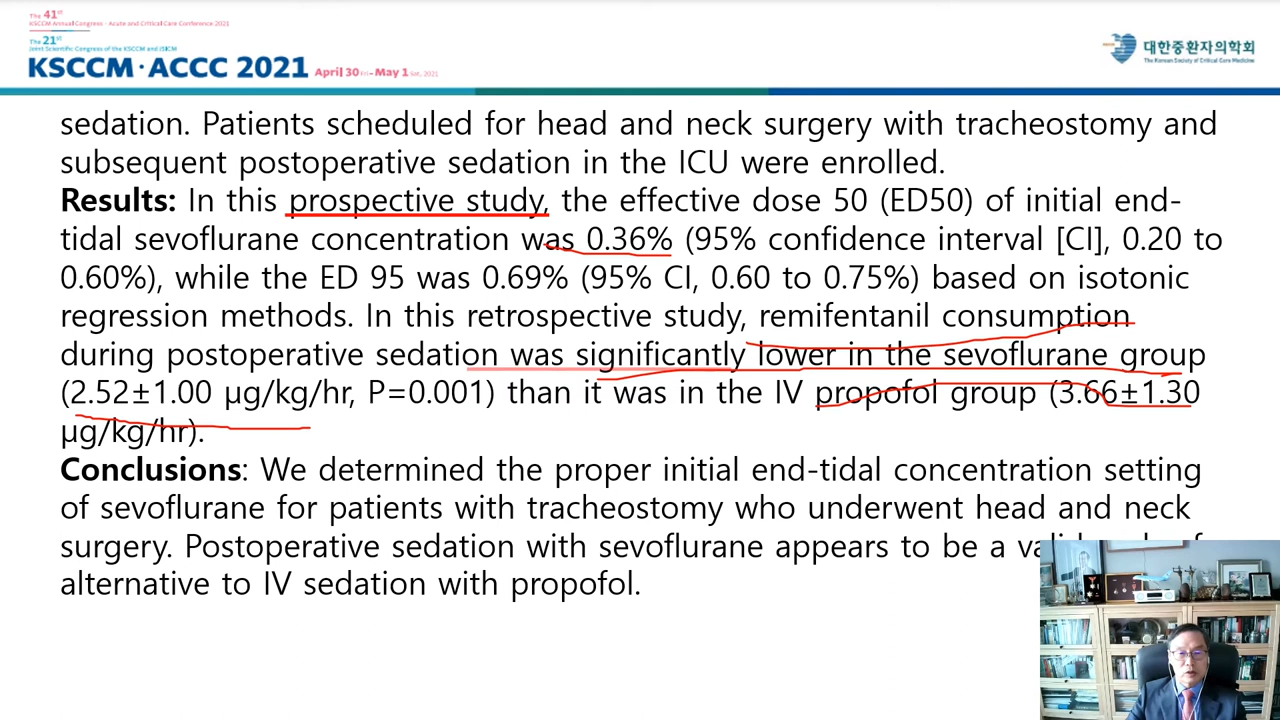 The 41st
KSCCM Annual Congress · Acute and Critical Care Conference 2021
The 21st
Joint Scientific Congress of the KSCCM and JSICM
KSCCM · ACCC 2021 April 30 Fri - May 1 Sat, 2021
대한중환자의학회
The Korean Society of Critical Care Medicine
sedation. Patients scheduled for head and neck surgery with tracheostomy and
subsequent postoperative sedation in the ICU were enrolled.
Results: In this prospective study, the effective dose 50 (ED50) of initial end-
tidal sevoflurane concentration was 0.36% (95% confidence interval [CI], 0.20 to
0.60%), while the ED 95 was 0.69% (95% CI, 0.60 to 0.75%) based on isotonic
regression methods. In this retrospective study, remifentanil consumption
during postoperative sedation was significantly lower in the sevoflurane group
(2.52±1.00 μg/kg/hr, P=0.001) than it was in the IV propofol group (3.66±1.30
μg/kg/hr).
Conclusions: We determined the proper initial end-tidal concentration setting
of sevoflurane for patients with tracheostomy who underwent head and neck
surgery. Postoperative sedation with sevoflurane appears to be a
alternative to IV sedation with propofol.